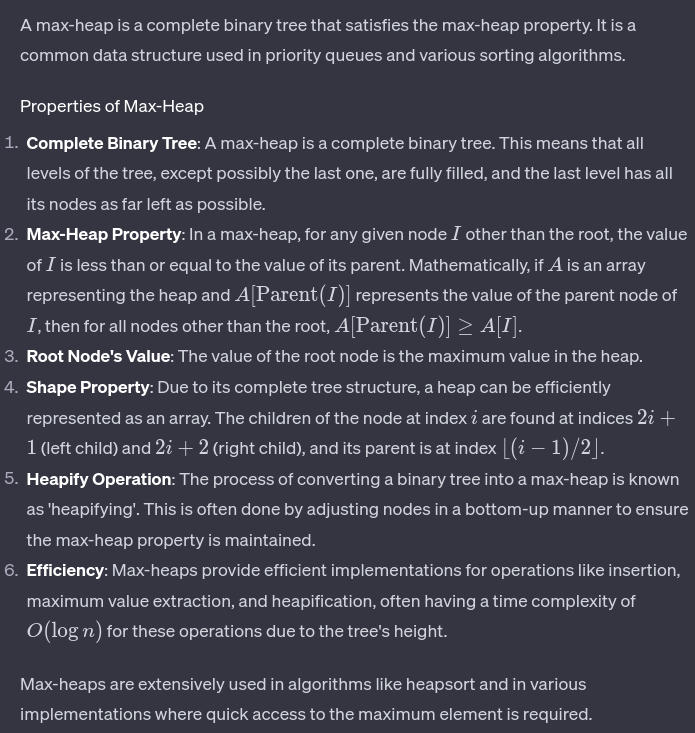 A max-heap is a complete binary tree that satisfies the max-heap property. It is a
common data structure used in priority queues and various sorting algorithms.
Properties of Max-Heap
1. Complete Binary Tree: A max-heap is a complete binary tree. This means that all
levels of the tree, except possibly the last one, are fully filled, and the last level has all
its nodes as far left as possible.
2. Max-Heap Property: In a max-heap, for any given node I other than the root, the value
of I is less than or equal to the value of its parent. Mathematically, if A is an array
representing the heap and A[Parent(I)] represents the value of the parent node of
I, then for all nodes other than the root, A[Parent(I)] ≥ A[I].
3. Root Node's Value: The value of the root node is the maximum value in the heap.
4. Shape Property: Due to its complete tree structure, a heap can be efficiently
represented as an array. The children of the node at index i are found at indices 2i +
1 (left child) and 2i + 2 (right child), and its parent is at index ⌊(i − 1)/2⌋.
5. Heapify Operation: The process of converting a binary tree into a max-heap is known
as 'heapifying'. This is often done by adjusting nodes in a bottom-up manner to ensure
the max-heap property is maintained.
6. Efficiency: Max-heaps provide efficient implementations for operations like insertion,
maximum value extraction, and heapification, often having a time complexity of
O(log n) for these operations due to the tree's height.
Max-heaps are extensively used in algorithms like heapsort and in various
implementations where quick access to the maximum element is required.